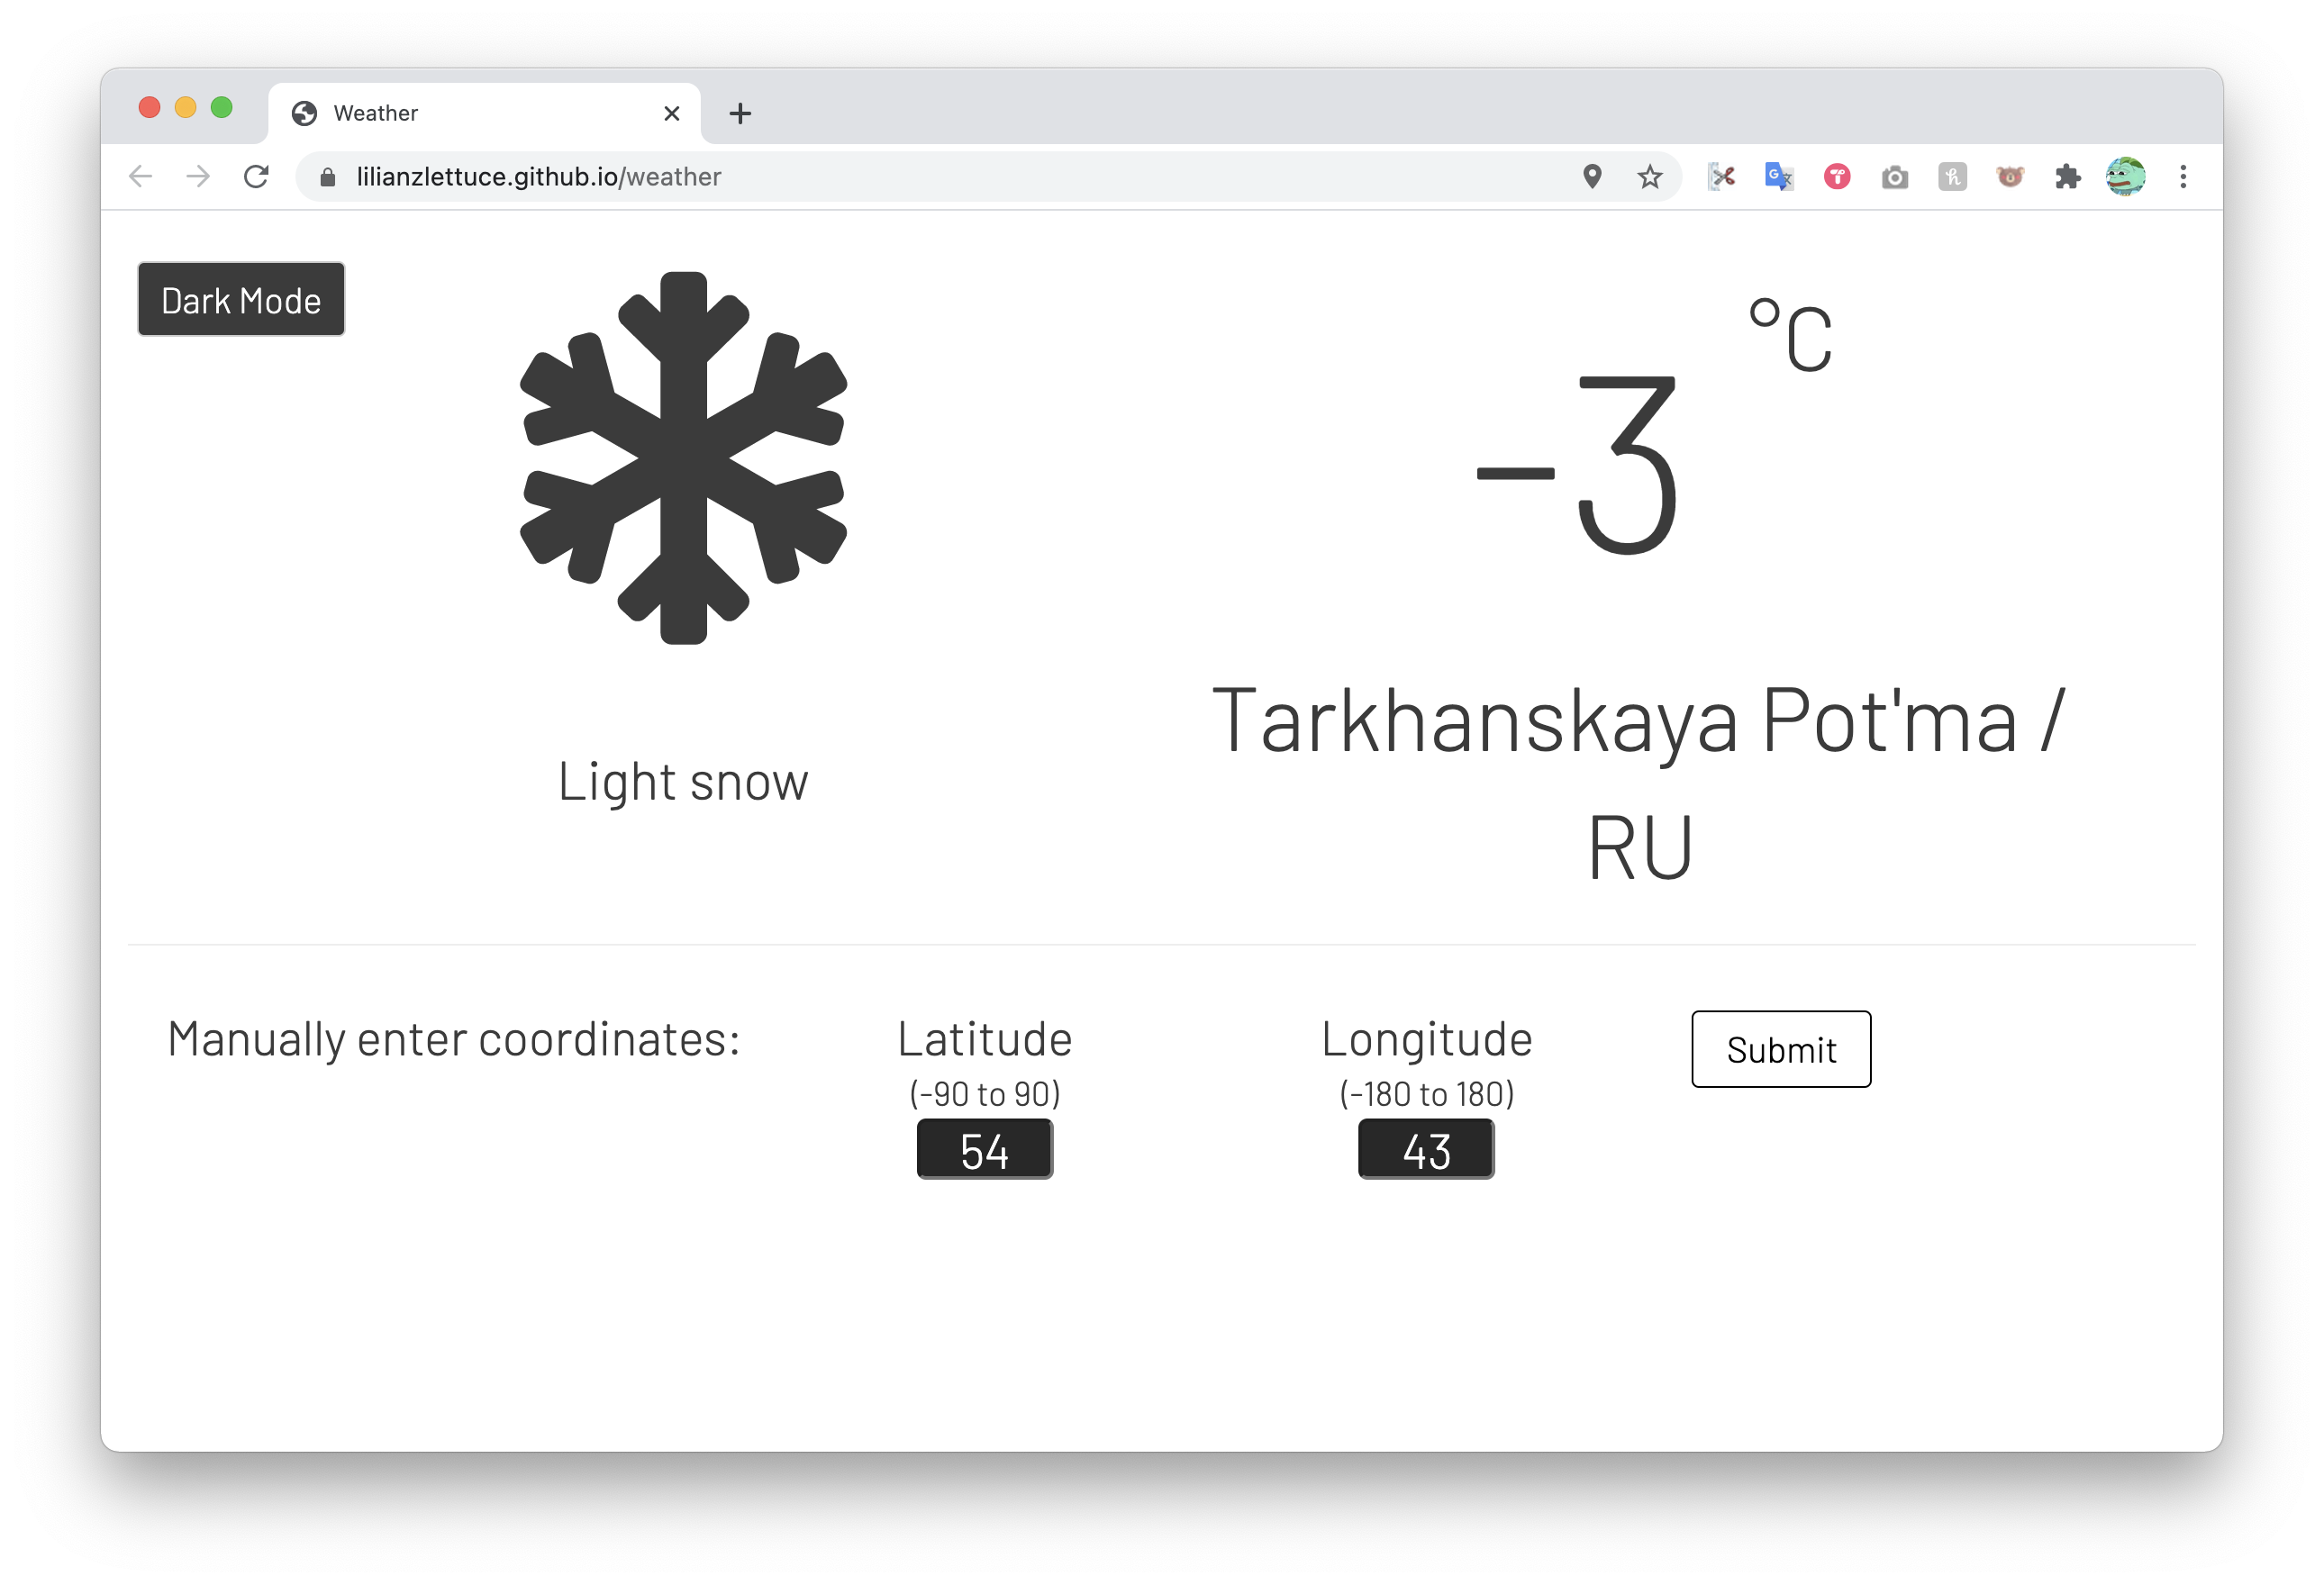 Weather
lilianzlettuce.github.io/weather
Dark Mode
Light snow
-3 °C
Tarkhanskaya Pot'ma /
RU
Manually enter coordinates:
Latitude
(-90 to 90)
54
Longitude
(-180 to 180)
43
Submit